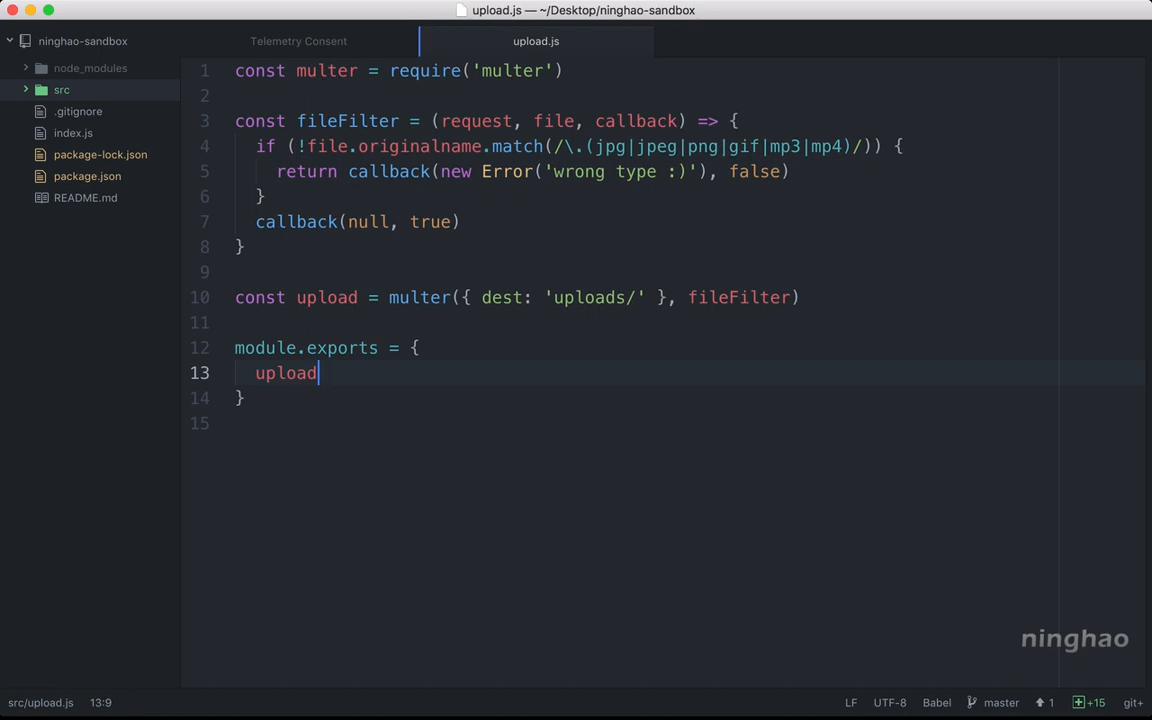 upload.js — ~/Desktop/ninghao-sandbox
ninghao-sandbox
Telemetry Consent
upload.js
node_modules
src
.gitignore
index.js
package-lock.json
package.json
README.md
1 const multer = require('multer')
2
3 const fileFilter = (request, file, callback) => {
4 if (!file.originalname.match(/\.(jpg|jpeg|png|gif|mp3|mp4)/)) {
5 return callback(new Error('wrong type :)'), false)
6 }
7 callback(null, true)
8 }
9
10 const upload = multer({ dest: 'uploads/' }, fileFilter)
11
12 module.exports = {
13 upload
14 }
15
ninghao
src/upload.js 13:9 LF UTF-8 Babel master 1 +15 git+